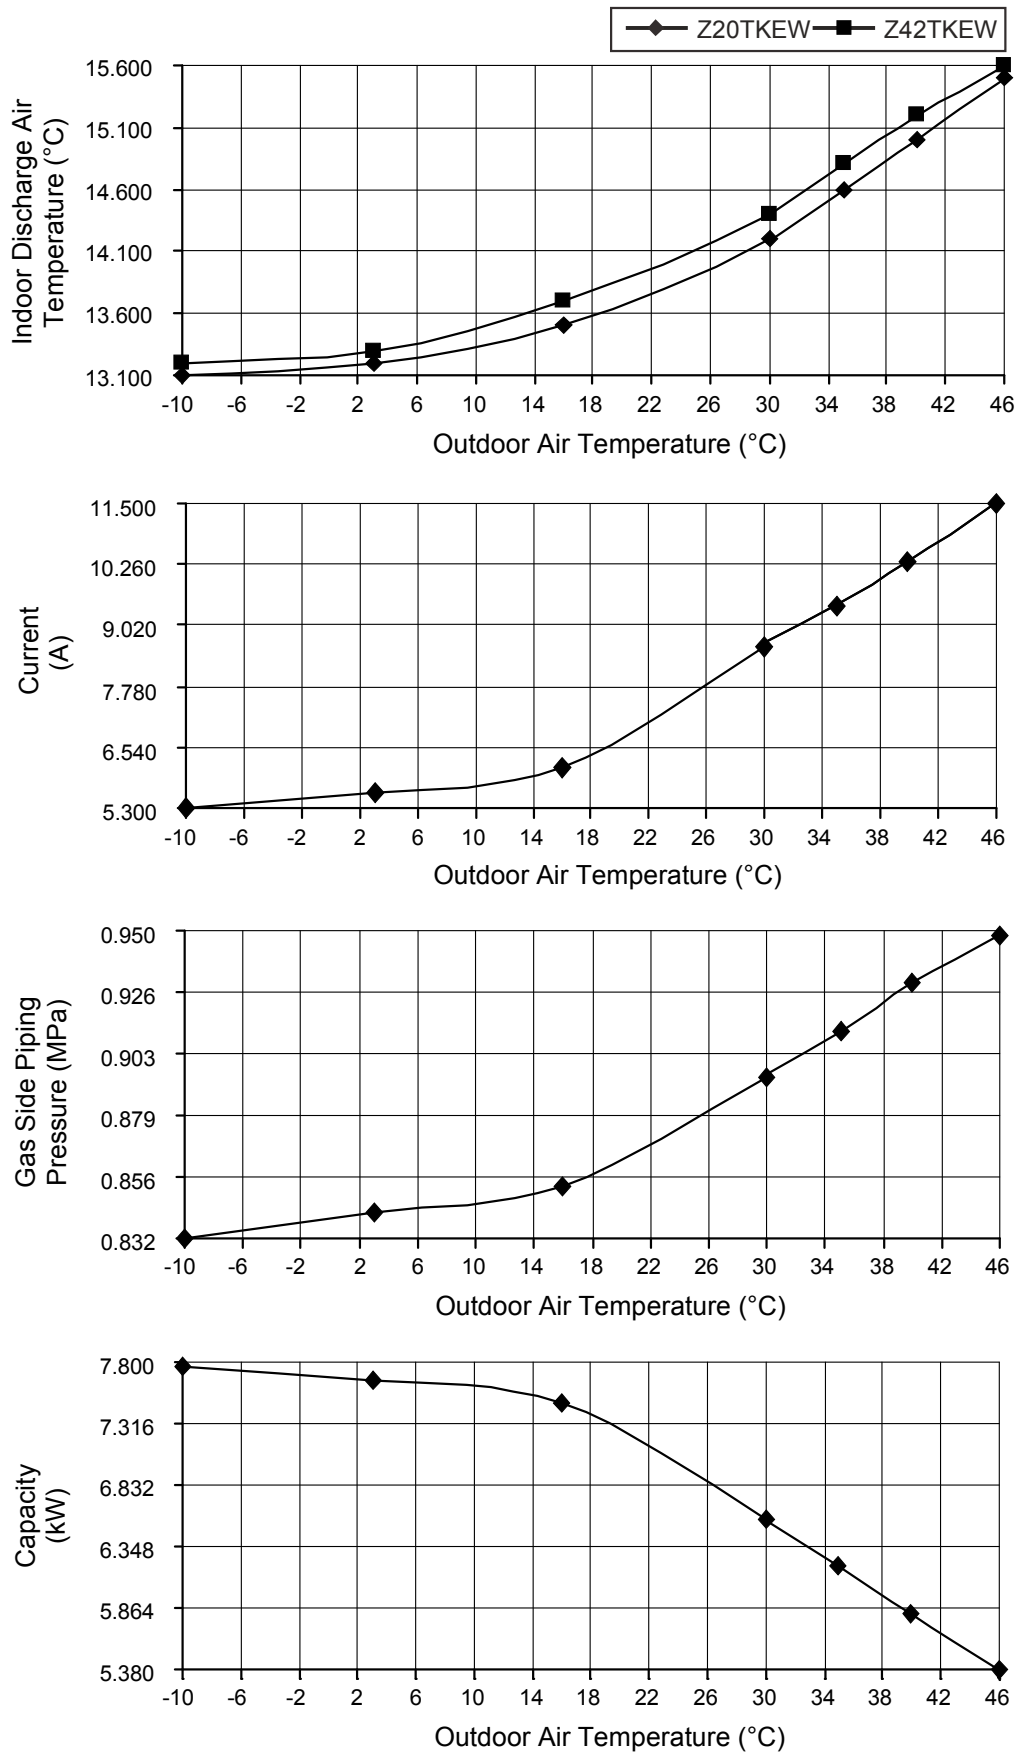 Z20TKEW Z42TKEW
Indoor Discharge Air
Temperature (°C)
15.600
15.100
14.600
14.100
13.600
13.100
-10 -6 -2 2 6 10 14 18 22 26 30 34 38 42 46
Outdoor Air Temperature (°C)
Current
(A)
11.500
10.260
9.020
7.780
6.540
5.300
-10 -6 -2 2 6 10 14 18 22 26 30 34 38 42 46
Outdoor Air Temperature (°C)
Gas Side Piping
Pressure (MPa)
0.950
0.926
0.903
0.879
0.856
0.832
-10 -6 -2 2 6 10 14 18 22 26 30 34 38 42 46
Outdoor Air Temperature (°C)
Capacity
(kW)
7.800
7.316
6.832
6.348
5.864
5.380
-10 -6 -2 2 6 10 14 18 22 26 30 34 38 42 46
Outdoor Air Temperature (°C)